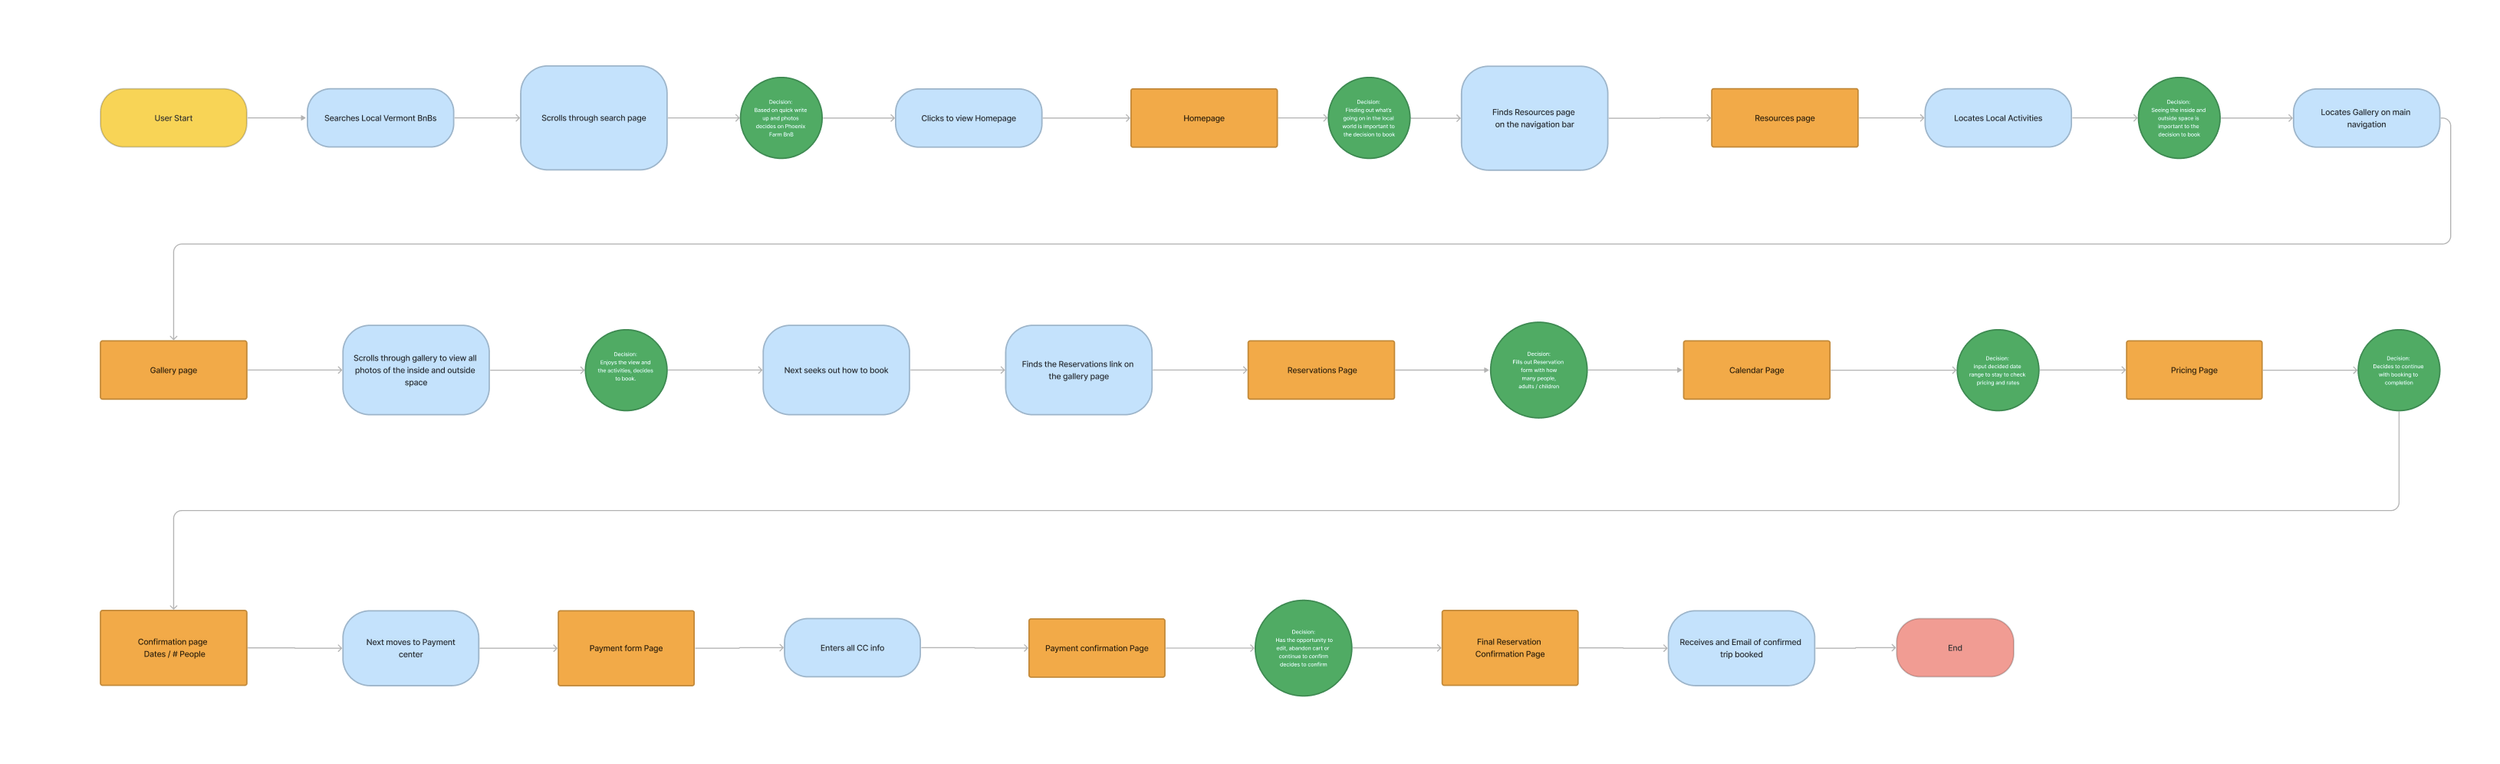 User Start
Searches Local Vermont BnBs
Scrolls through search page
Decision:
Based on quick write
up and photos
decides on Phoenix
Farm BnB
Clicks to view Homepage
Homepage
Decision:
Finding out what's
going on in the local
world is important to
the decision to book
Finds Resources page
on the navigation bar
Resources page
Locates Local Activities
Decision:
Seeing the inside and
outside space is
important to the
decision to book
Locates Gallery on main
navigation
Gallery page
Scrolls through gallery to view all
photos of the inside and outside
space
Decision:
Enjoys the view and
the activities, decides
to book.
Next seeks out how to book
Finds the Reservations link on
the gallery page
Reservations Page
Decision:
Fills out Reservation
form with how
many people,
adults / children
Calendar Page
Decision:
Input decided date
range to stay to check
pricing and rates
Pricing Page
Decision:
Decides to continue
with booking to
completion
Confirmation page
Dates / # People
Next moves to Payment
center
Payment form Page
Enters all CC info
Payment confirmation Page
Decision:
Has the opportunity to
edit, abandon cart or
continue to confirm
decides to confirm
Final Reservation
Confirmation Page
Receives and Email of confirmed
trip booked
End